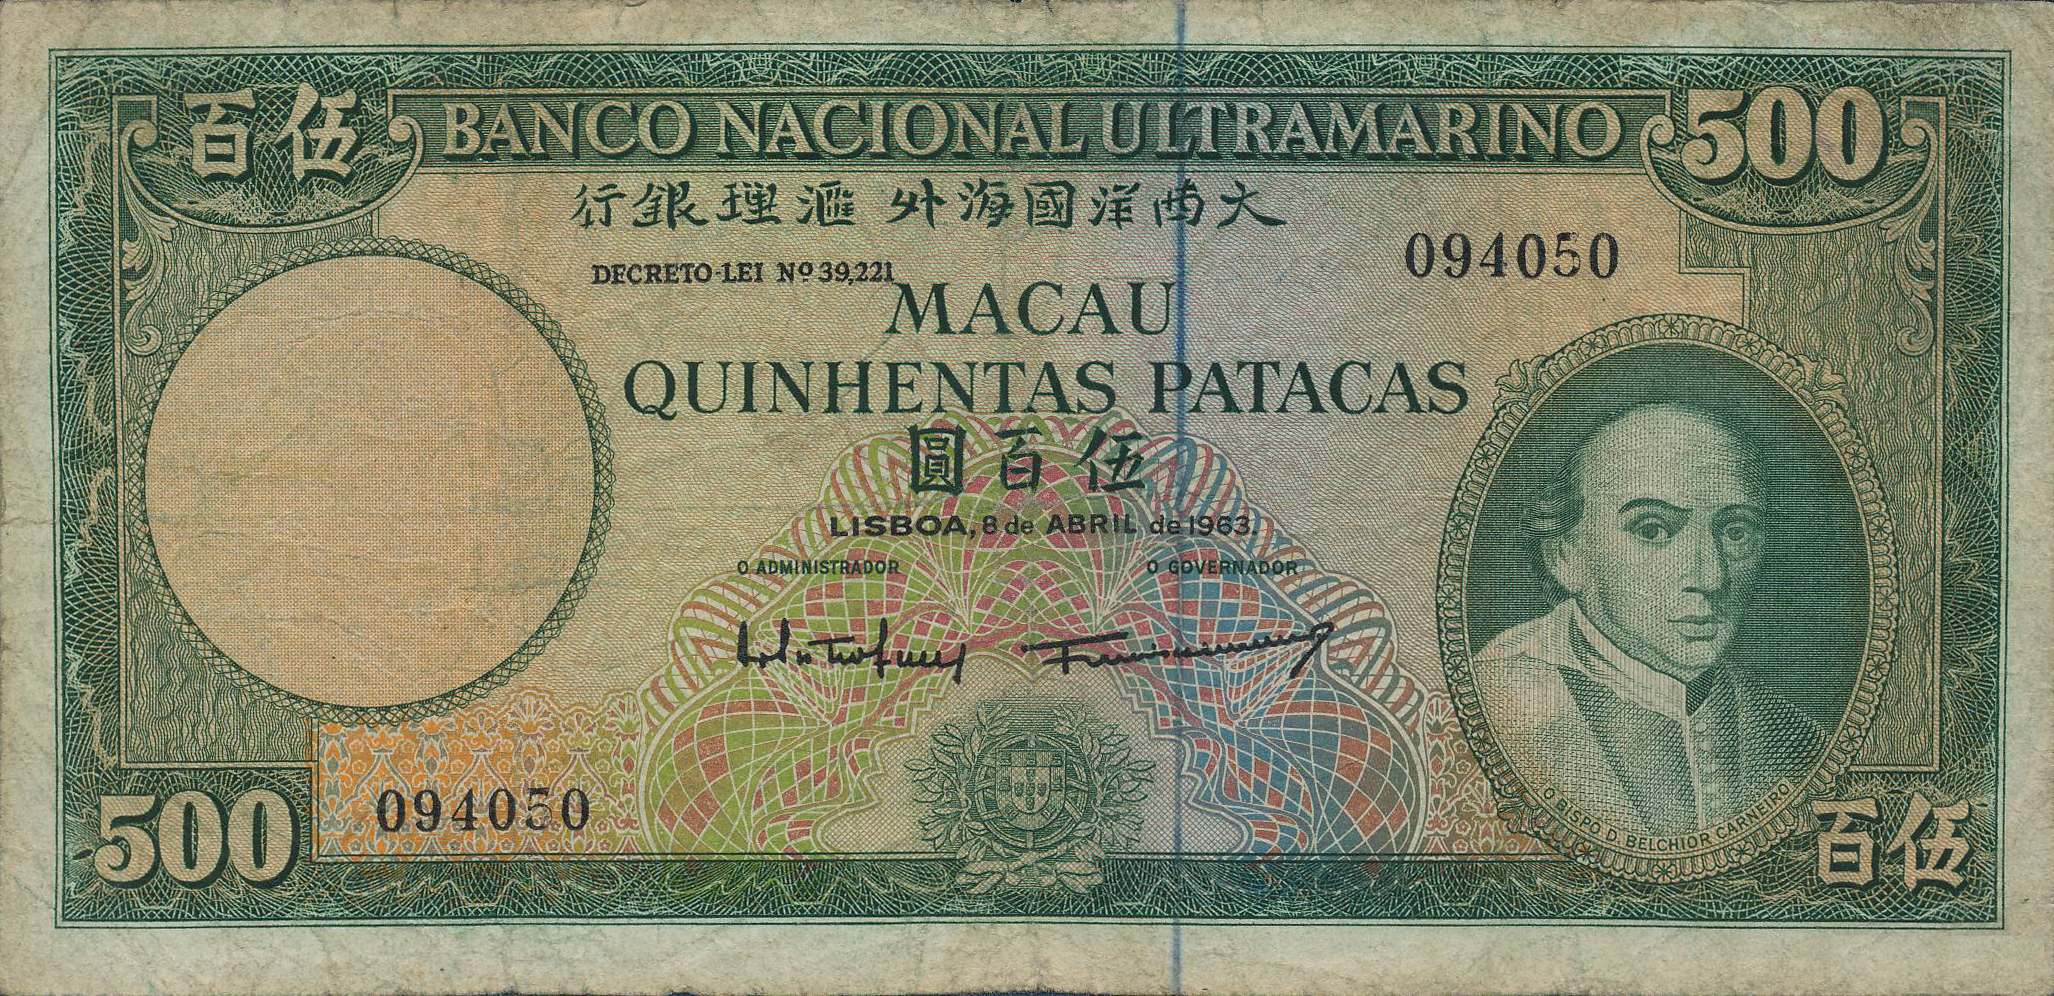 伍百
BANCO NACIONAL ULTRAMARINO
500
大西洋國海外滙理銀行
DECRETO-LEI Nº 39,221
094050
MACAU
QUINHENTAS PATACAS
伍百圓
LISBOA, 8 de ABRIL de 1963.
O ADMINISTRADOR
O GOVERNADOR
094050
O BISPO D. BELCHIOR CARNEIRO
500
伍百